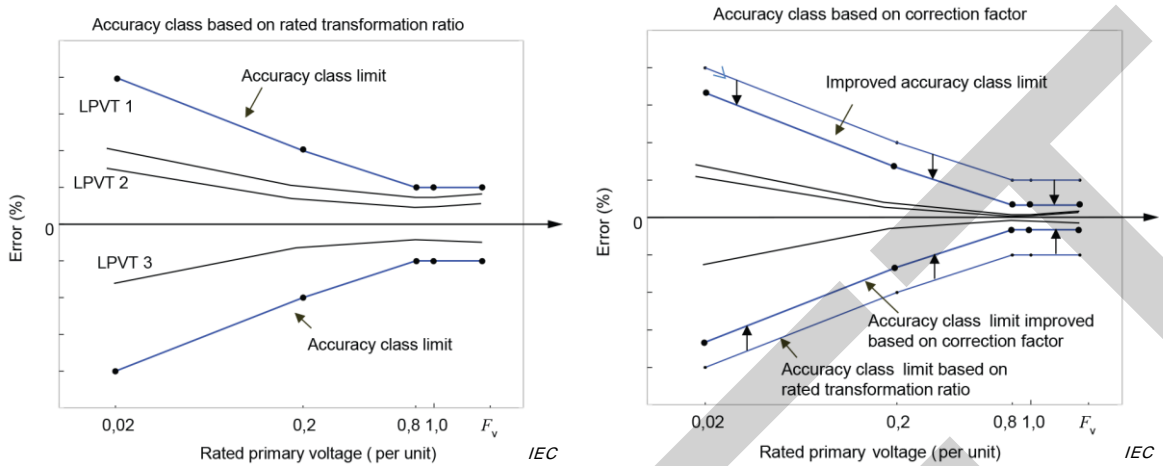 Accuracy class based on rated transformation ratio
Accuracy class limit
LPVT 1
LPVT 2
0
LPVT 3
Accuracy class limit
Error (%)
0,02
0,2
0,8
1,0
Fv
Rated primary voltage (per unit)
IEC
Accuracy class based on correction factor
Improved accuracy class limit
0
Accuracy class limit improved
based on correction factor
Accuracy class limit based on
rated transformation ratio
Error (%)
0,02
0,2
0,8
1,0
Fv
Rated primary voltage (per unit)
IEC